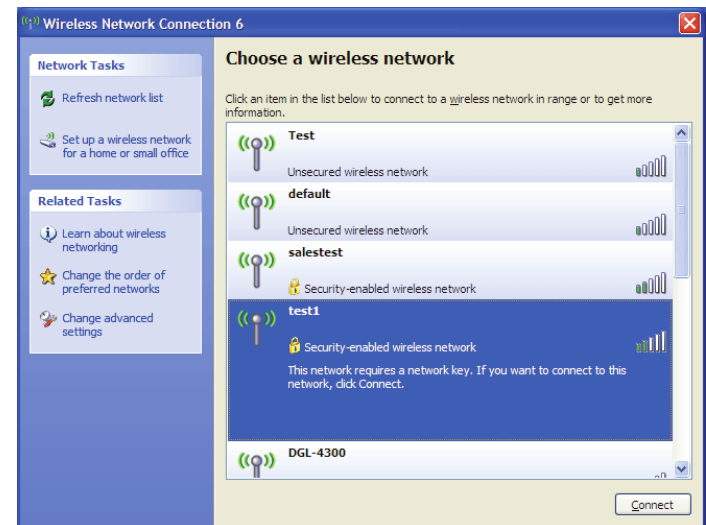 Wireless Network Connection 6
Network Tasks
Refresh network list
Set up a wireless network
for a home or small office
Related Tasks
Learn about wireless
networking
Change the order of
preferred networks
Change advanced
settings
Choose a wireless network
Click an item in the list below to connect to a wireless network in range or to get more
information.
Test
Unsecured wireless network
default
Unsecured wireless network
salestest
Security-enabled wireless network
test1
Security-enabled wireless network
This network requires a network key. If you want to connect to this
network, click Connect.
DGL-4300
Connect